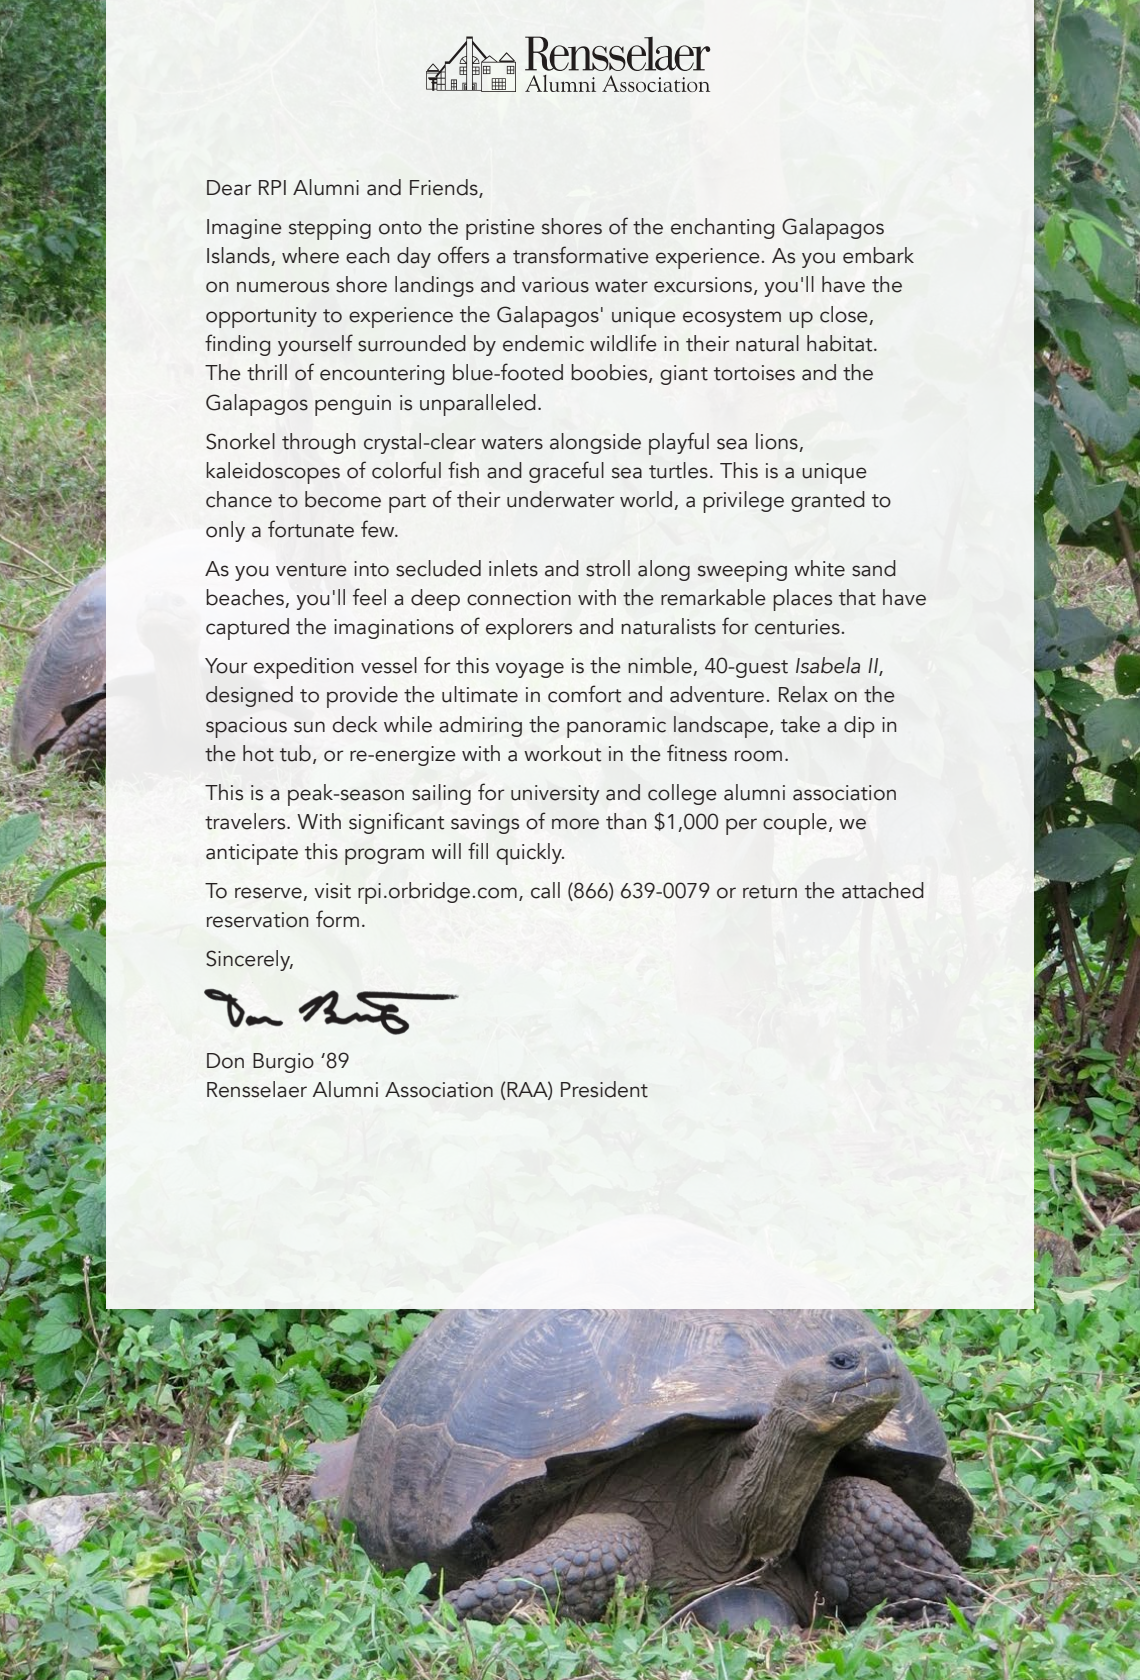 Rensselaer
Alumni Association
Dear RPI Alumni and Friends,
Imagine stepping onto the pristine shores of the enchanting Galapagos
Islands, where each day offers a transformative experience. As you embark
on numerous shore landings and various water excursions, you'll have the
opportunity to experience the Galapagos' unique ecosystem up close,
finding yourself surrounded by endemic wildlife in their natural habitat.
The thrill of encountering blue-footed boobies, giant tortoises and the
Galapagos penguin is unparalleled.
Snorkel through crystal-clear waters alongside playful sea lions,
kaleidoscopes of colorful fish and graceful sea turtles. This is a unique
chance to become part of their underwater world, a privilege granted to
only a fortunate few.
As you venture into secluded inlets and stroll along sweeping white sand
beaches, you'll feel a deep connection with the remarkable places that have
captured the imaginations of explorers and naturalists for centuries.
Your expedition vessel for this voyage is the nimble, 40-guest Isabela II,
designed to provide the ultimate in comfort and adventure. Relax on the
spacious sun deck while admiring the panoramic landscape, take a dip in
the hot tub, or re-energize with a workout in the fitness room.
This is a peak-season sailing for university and college alumni association
travelers. With significant savings of more than $1,000 per couple, we
anticipate this program will fill quickly.
To reserve, visit rpi.orbridge.com, call (866) 639-0079 or return the attached
reservation form.
Sincerely,
Don Burgio ’89
Rensselaer Alumni Association (RAA) President